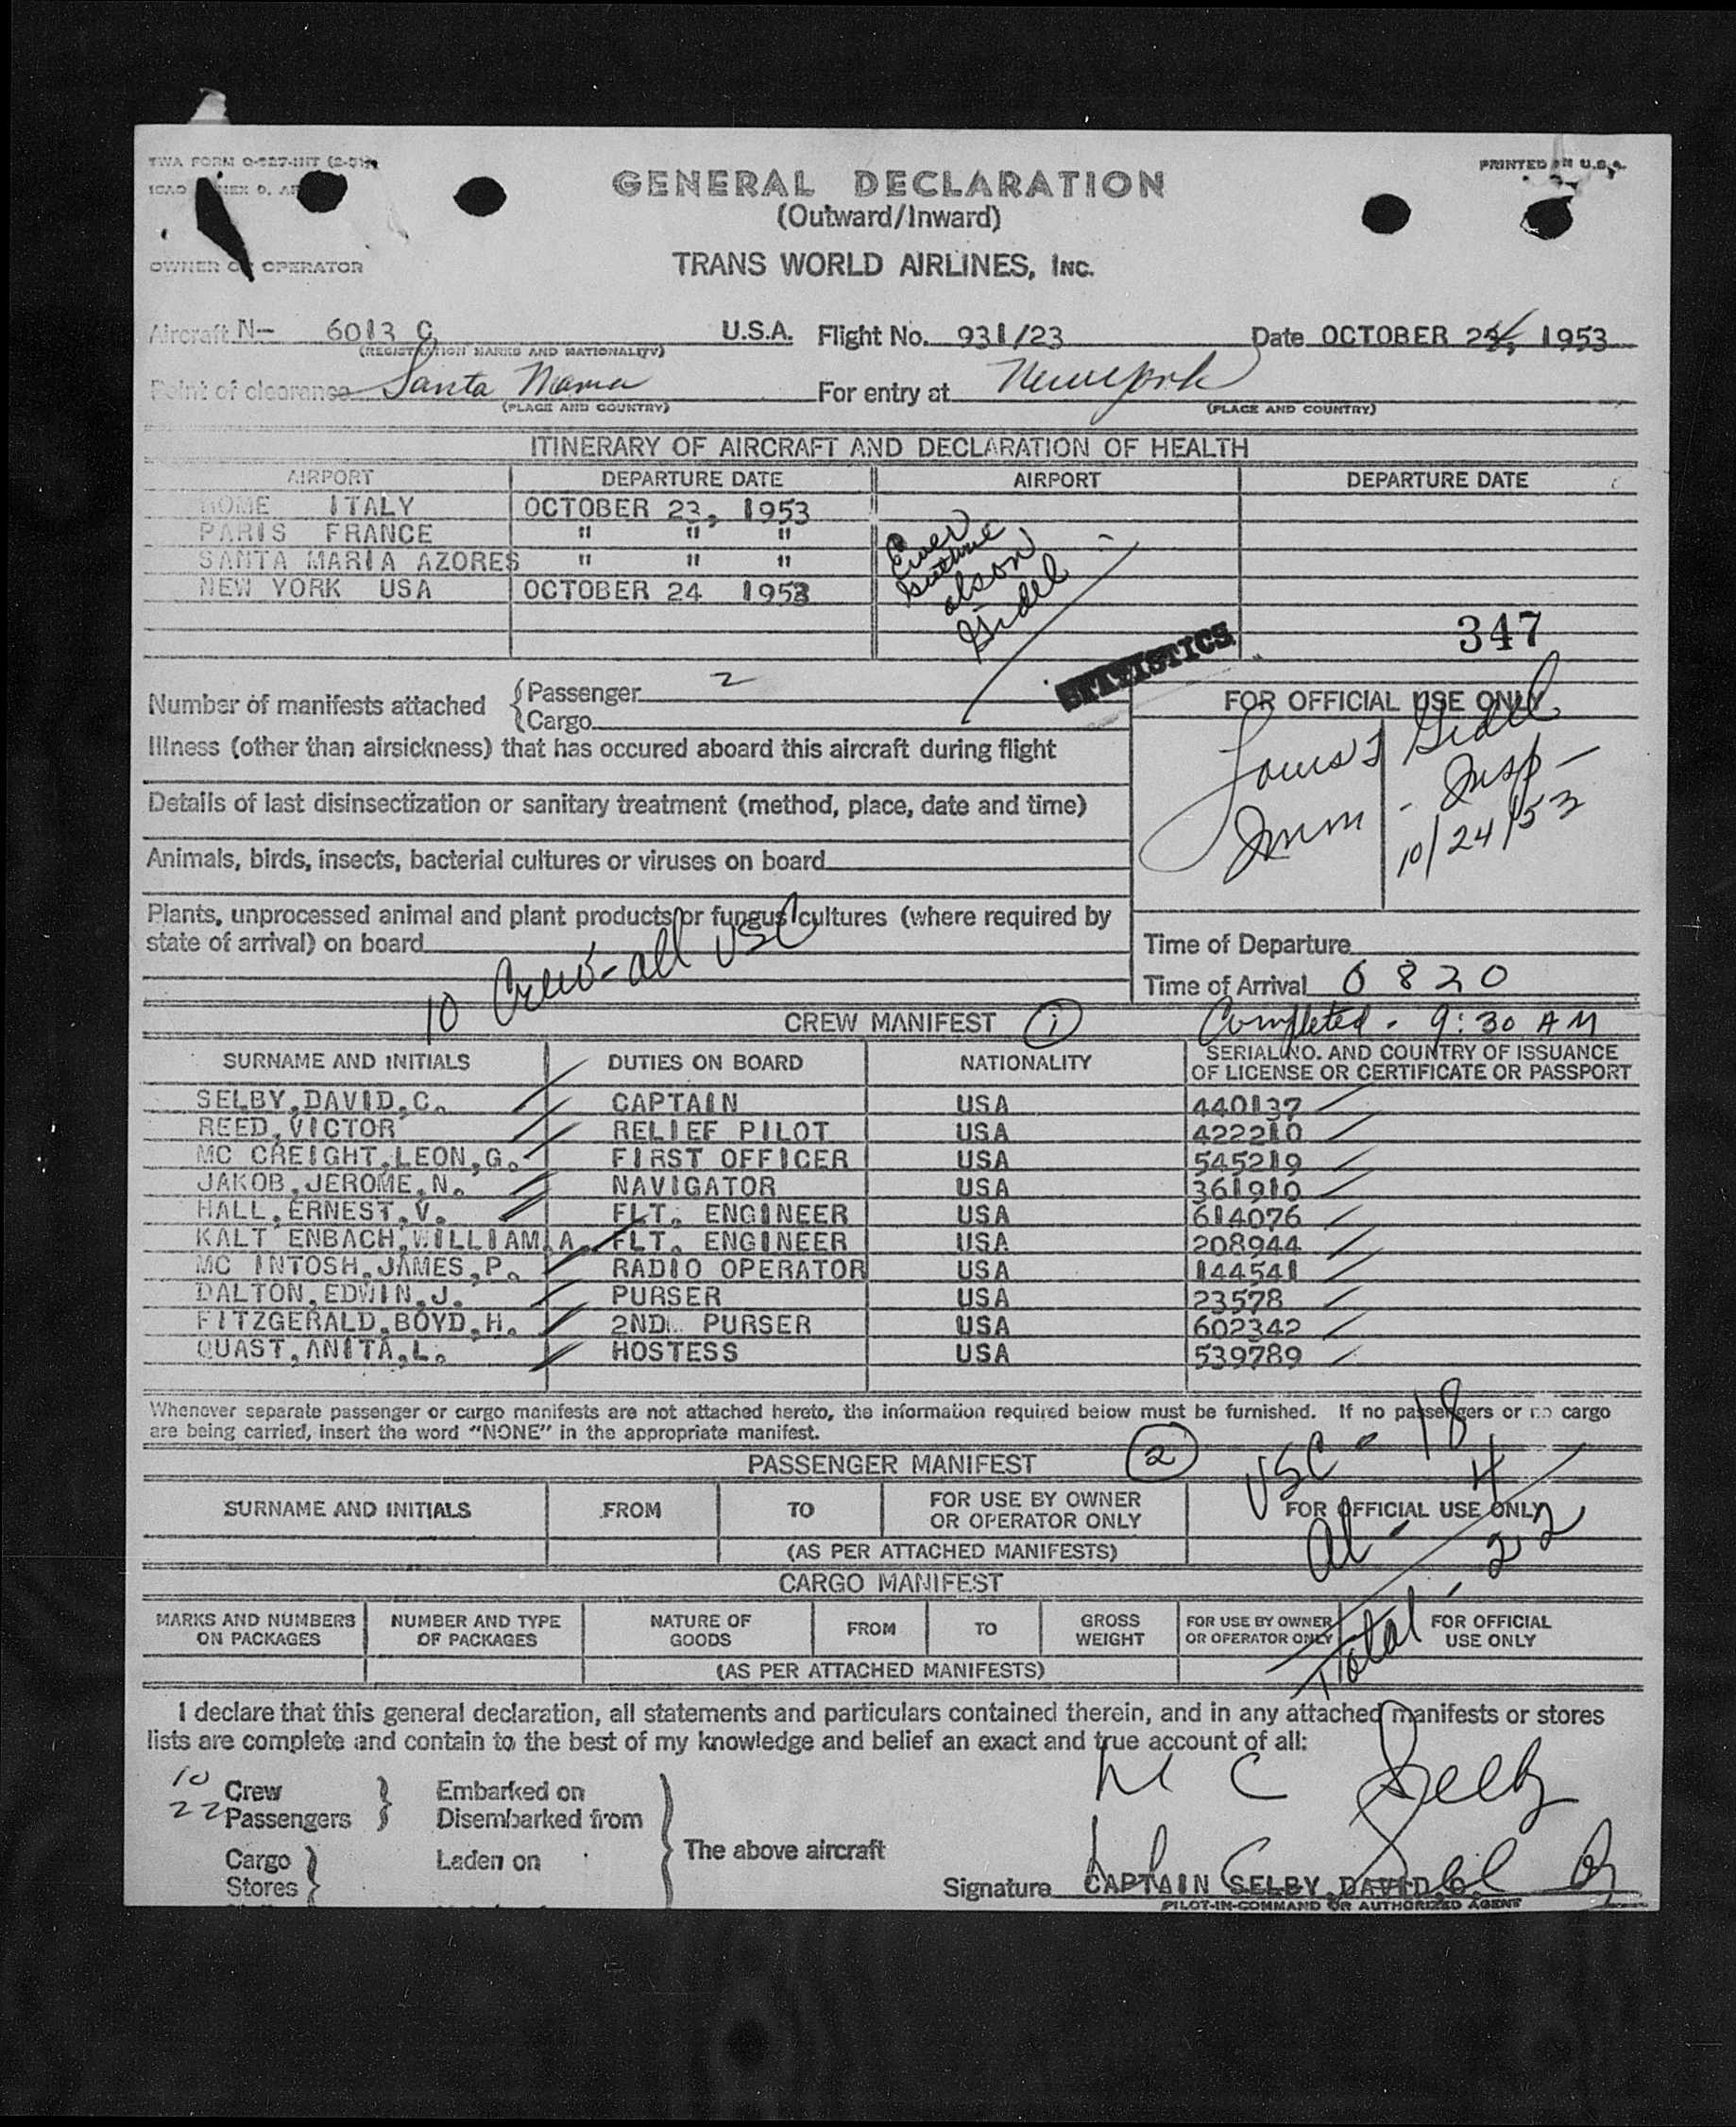 TWA FORM O-527-INT (2-51)
PRINTED IN U.S.A.
GENERAL DECLARATION
(Outward/Inward)
OWNER OR OPERATOR
TRANS WORLD AIRLINES, INC.
Aircraft N- 6013 C U.S.A. Flight No. 931/23 Date OCTOBER 24, 1953
(REGISTRATION MARKS AND NATIONALITY)
Point of clearance Santa Maria For entry at New York
(PLACE AND COUNTRY) (PLACE AND COUNTRY)
ITINERARY OF AIRCRAFT AND DECLARATION OF HEALTH
AIRPORT DEPARTURE DATE AIRPORT DEPARTURE DATE
ROME ITALY OCTOBER 23, 1953
PARIS FRANCE " " "
SANTA MARIA AZORES " " "
NEW YORK USA OCTOBER 24 1953
Guthrie
Olson
Gidel
347
STATISTICS
Number of manifests attached {Passenger 2
{Cargo
FOR OFFICIAL USE ONLY
Illness (other than airsickness) that has occured aboard this aircraft during flight
Louis J Gidel
Imm - Insp -
10/24/53
Details of last disinsectization or sanitary treatment (method, place, date and time)
Animals, birds, insects, bacterial cultures or viruses on board
Plants, unprocessed animal and plant products or fungus cultures (where required by
state of arrival) on board
10 Crew - all USC
Time of Departure
Time of Arrival 0820
CREW MANIFEST 1 Completed - 9:30 AM
SURNAME AND INITIALS DUTIES ON BOARD NATIONALITY SERIAL NO. AND COUNTRY OF ISSUANCE
OF LICENSE OR CERTIFICATE OR PASSPORT
SELBY,DAVID,C. CAPTAIN USA 440137
REED,VICTOR RELIEF PILOT USA 422210
MC CREIGHT,LEON,G. FIRST OFFICER USA 545219
JAKOB,JEROME,N. NAVIGATOR USA 361910
HALL,ERNEST,V. FLT. ENGINEER USA 614076
KALT ENBACH,WILLIAM,A. FLT. ENGINEER USA 208944
MC INTOSH,JAMES,P. RADIO OPERATOR USA 144541
DALTON,EDWIN,J. PURSER USA 23578
FITZGERALD,BOYD,H. 2ND. PURSER USA 602342
QUAST,ANITA,L. HOSTESS USA 539789
Whenever separate passenger or cargo manifests are not attached hereto, the information required below must be furnished. If no passengers or no cargo
are being carried, insert the word "NONE" in the appropriate manifest.
PASSENGER MANIFEST 2
USC - 18
SURNAME AND INITIALS FROM TO FOR USE BY OWNER
OR OPERATOR ONLY
FOR OFFICIAL USE ONLY
Al - 4
(AS PER ATTACHED MANIFESTS)
Total - 22
CARGO MANIFEST
MARKS AND NUMBERS
ON PACKAGES
NUMBER AND TYPE
OF PACKAGES
NATURE OF
GOODS
FROM TO
GROSS
WEIGHT
FOR USE BY OWNER
OR OPERATOR ONLY
FOR OFFICIAL
USE ONLY
(AS PER ATTACHED MANIFESTS)
I declare that this general declaration, all statements and particulars contained therein, and in any attached manifests or stores
lists are complete and contain to the best of my knowledge and belief an exact and true account of all:
10 Crew Embarked on
22 Passengers Disembarked from
The above aircraft
Cargo Laden on
Stores
Signature CAPTAIN SELBY,DAVID,C.
PILOT-IN-COMMAND OR AUTHORIZED AGENT